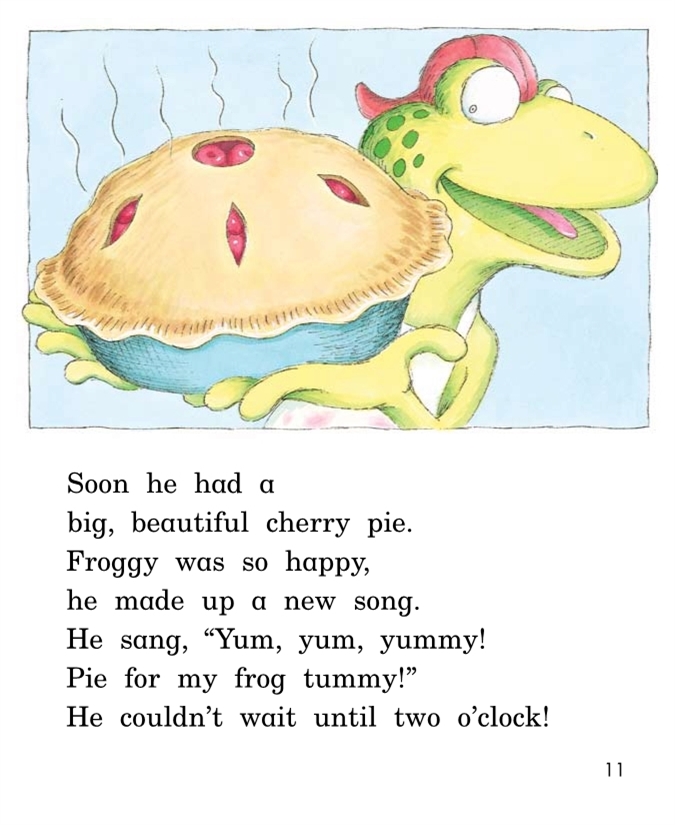 Soon he had a
big, beautiful cherry pie.
Froggy was so happy,
he made up a new song.
He sang, “Yum, yum, yummy!
Pie for my frog tummy!”
He couldn’t wait until two o’clock!
11